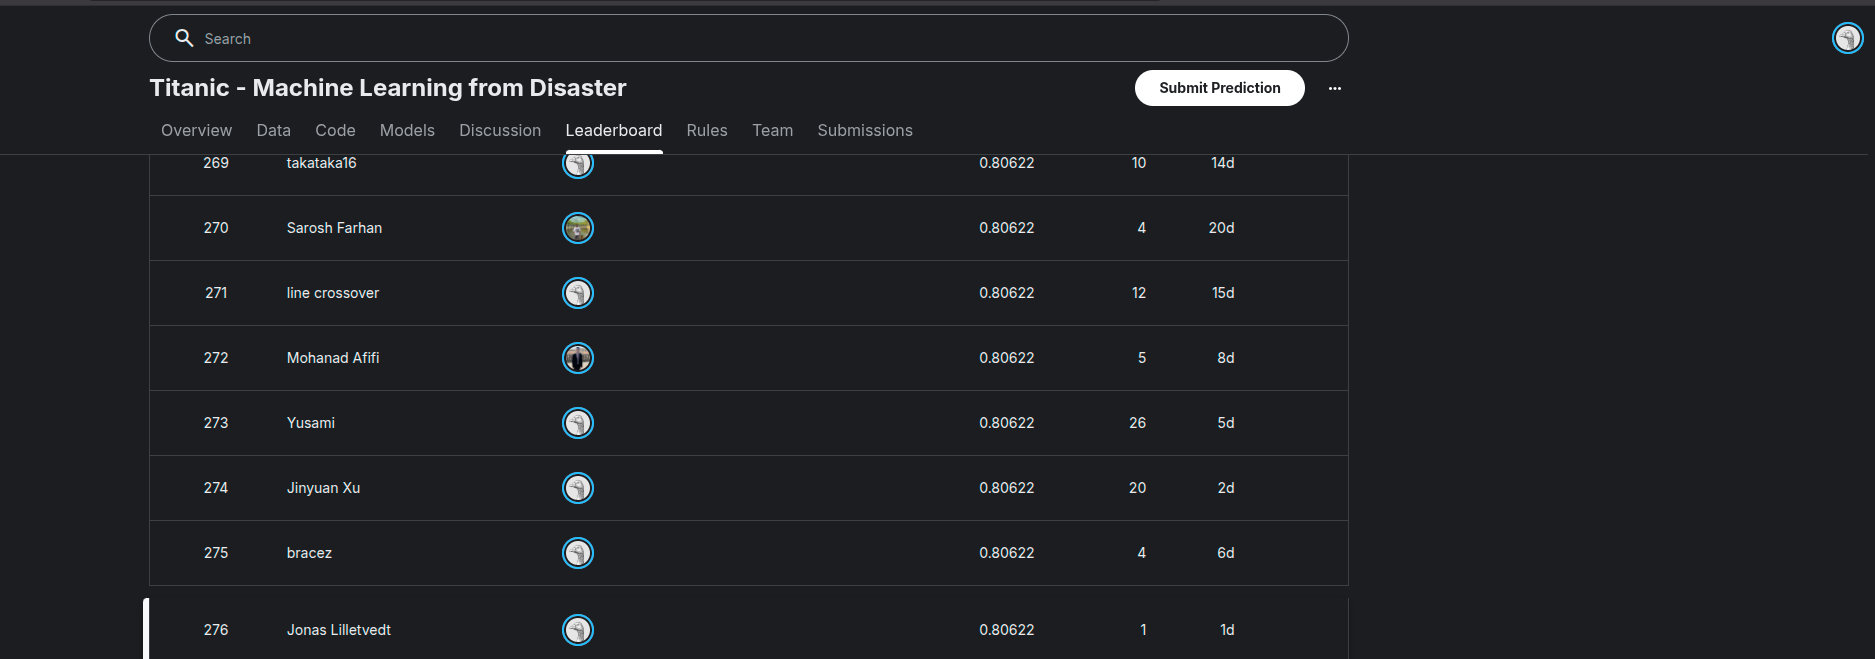 Search
Titanic - Machine Learning from Disaster
Submit Prediction
Overview Data Code Models Discussion Leaderboard Rules Team Submissions
269 takataka16 0.80622 10 14d
270 Sarosh Farhan 0.80622 4 20d
271 line crossover 0.80622 12 15d
272 Mohanad Afifi 0.80622 5 8d
273 Yusami 0.80622 26 5d
274 Jinyuan Xu 0.80622 20 2d
275 bracez 0.80622 4 6d
276 Jonas Lilletvedt 0.80622 1 1d